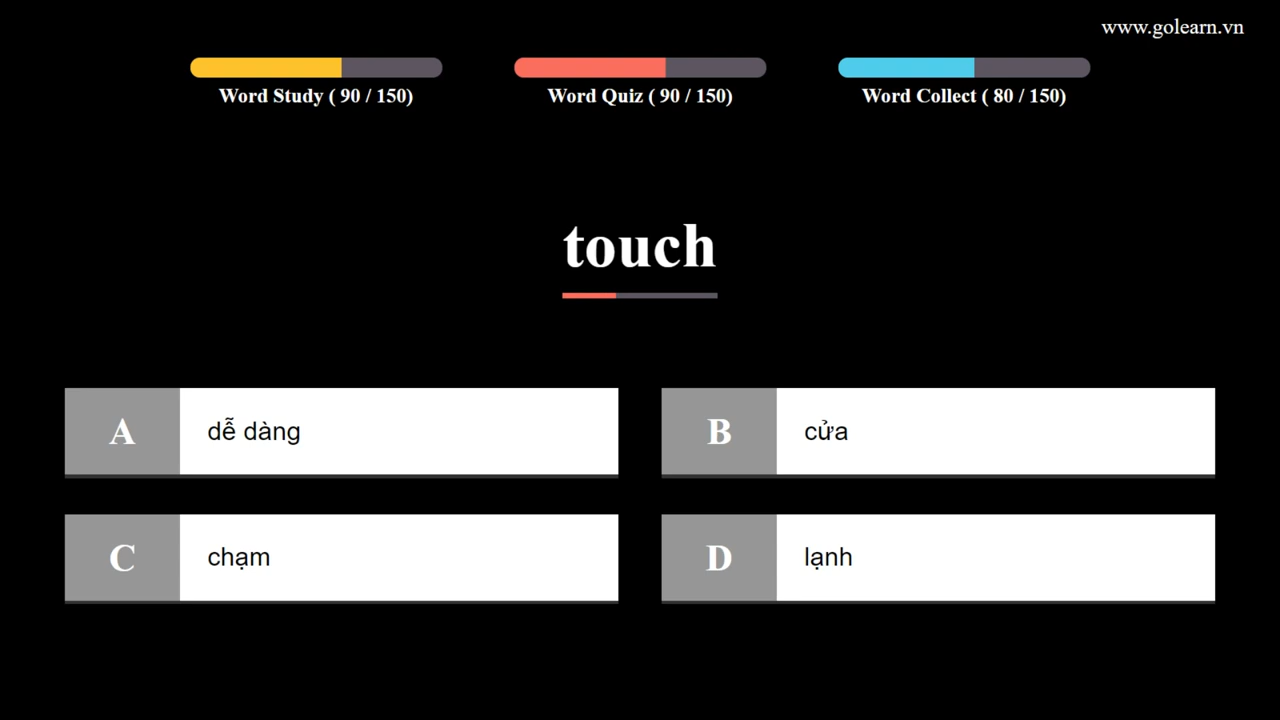 www.golearn.vn
Word Study ( 90 / 150)
Word Quiz ( 90 / 150)
Word Collect ( 80 / 150)
touch
A dễ dàng
B cửa
C chạm
D lạnh